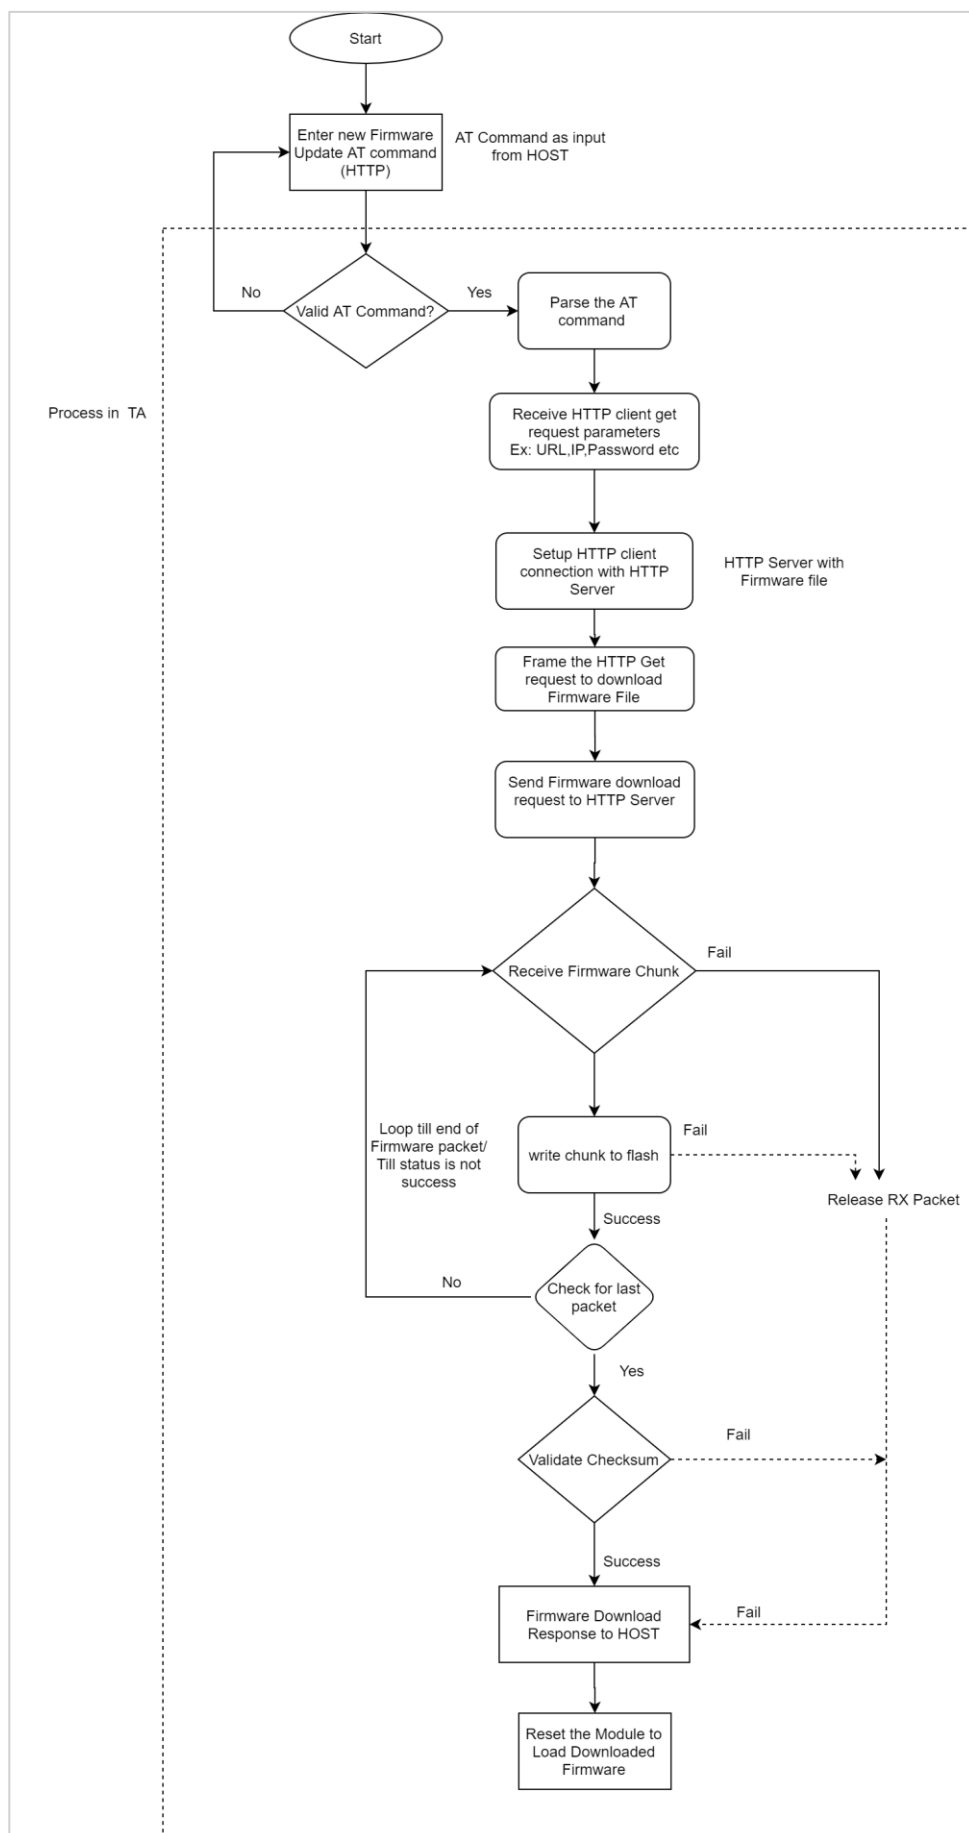 Start
Enter new Firmware
Update AT command
(HTTP)
AT Command as input
from HOST
No
Valid AT Command?
Yes
Parse the AT
command
Process in  TA
Receive HTTP client get
request parameters
Ex: URL,IP,Password etc
Setup HTTP client
connection with HTTP
Server
HTTP Server with
Firmware file
Frame the HTTP Get
request to download
Firmware File
Send Firmware download
request to HTTP Server
Receive Firmware Chunk
Fail
Loop till end of
Firmware packet/
Till status is not
success
write chunk to flash
Fail
Release RX Packet
Success
No
Check for last
packet
Yes
Validate Checksum
Fail
Success
Firmware Download
Response to HOST
Fail
Reset the Module to
Load Downloaded
Firmware